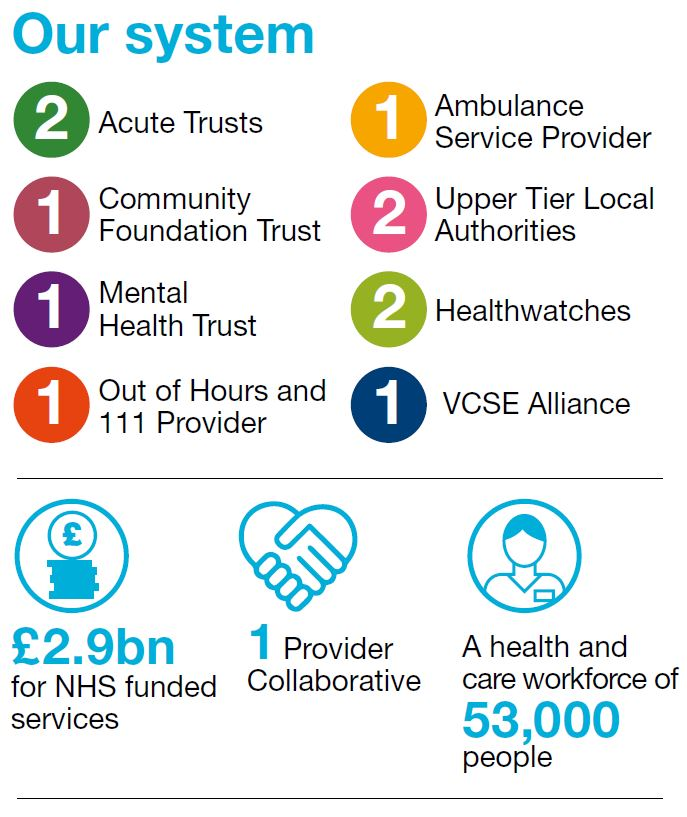 Our system
2 Acute Trusts
1 Ambulance
Service Provider
1 Community
Foundation Trust
2 Upper Tier Local
Authorities
1 Mental
Health Trust
2 Healthwatches
1 Out of Hours and
111 Provider
1 VCSE Alliance
£
£2.9bn
for NHS funded
services
1 Provider
Collaborative
A health and
care workforce of
53,000
people